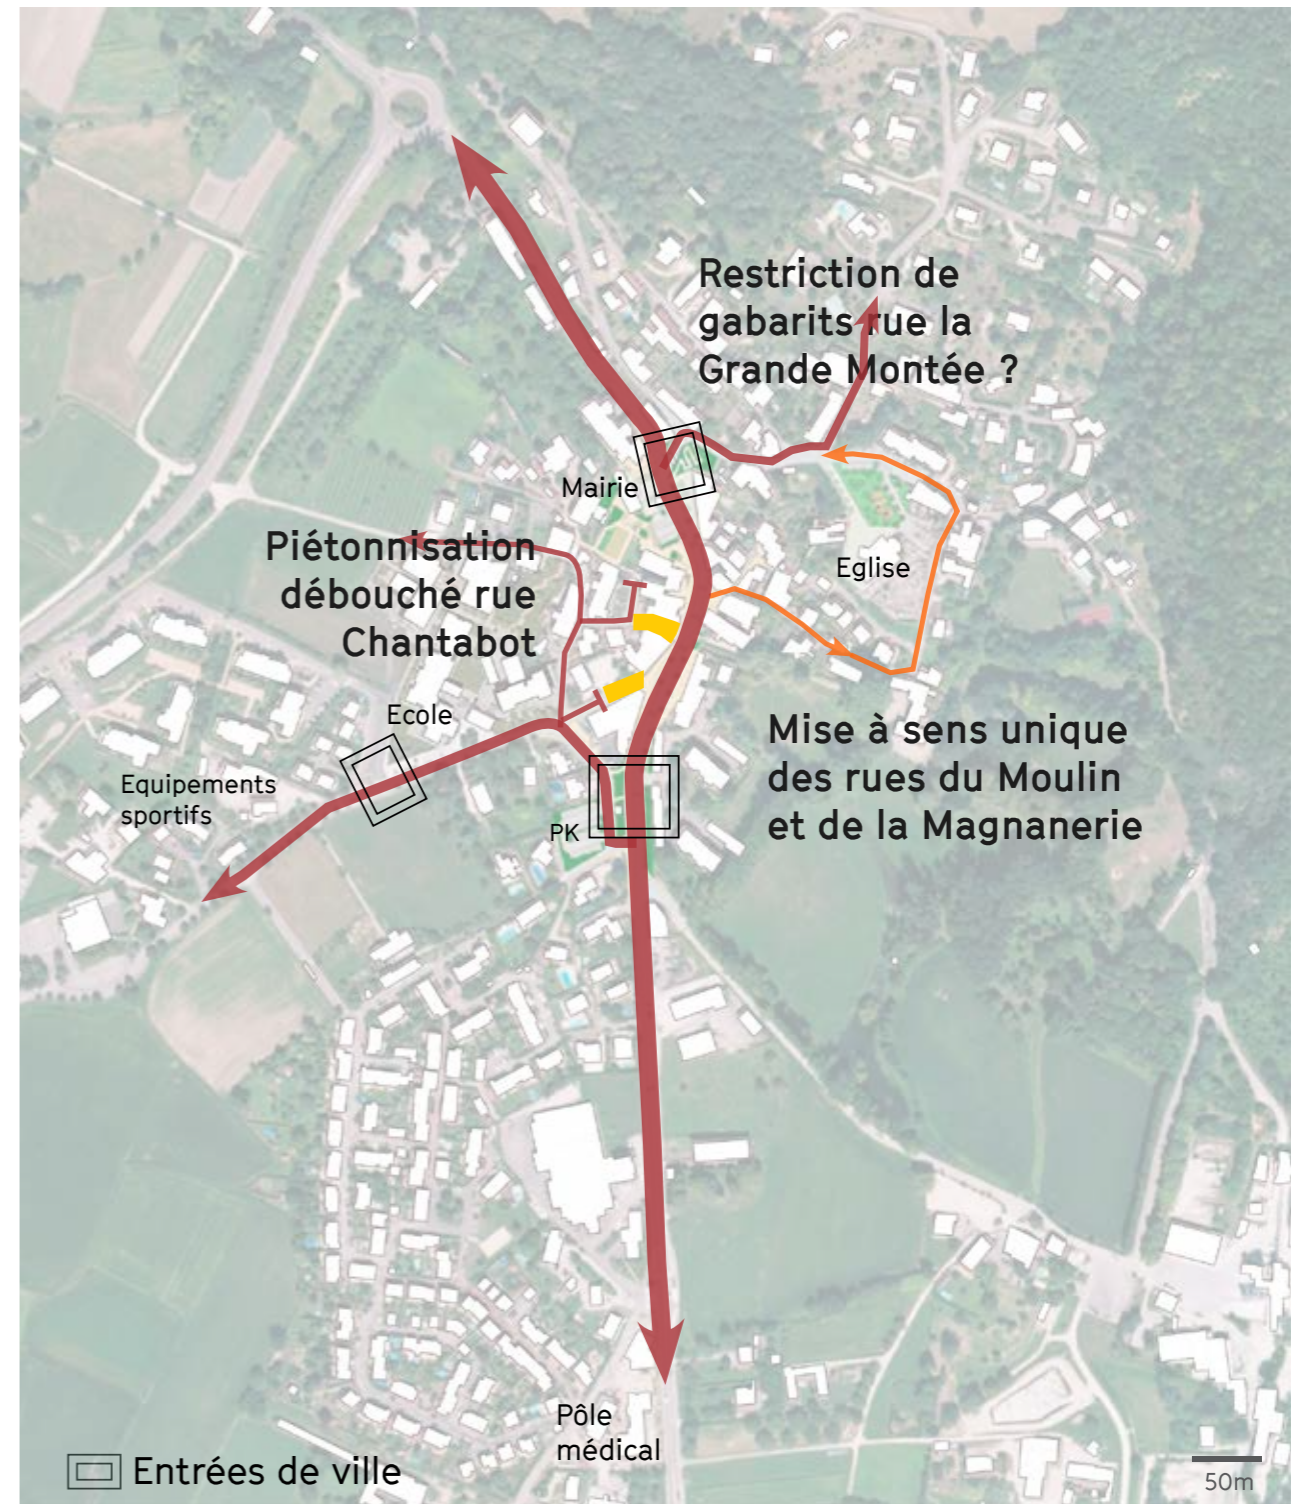 Restriction de
gabarits rue la
Grande Montée ?
Mairie
Piétonnisation
débouché rue
Chantabot
Eglise
Ecole
Mise à sens unique
des rues du Moulin
et de la Magnanerie
Equipements
sportifs
PK
Pôle
médical
Entrées de ville
50m